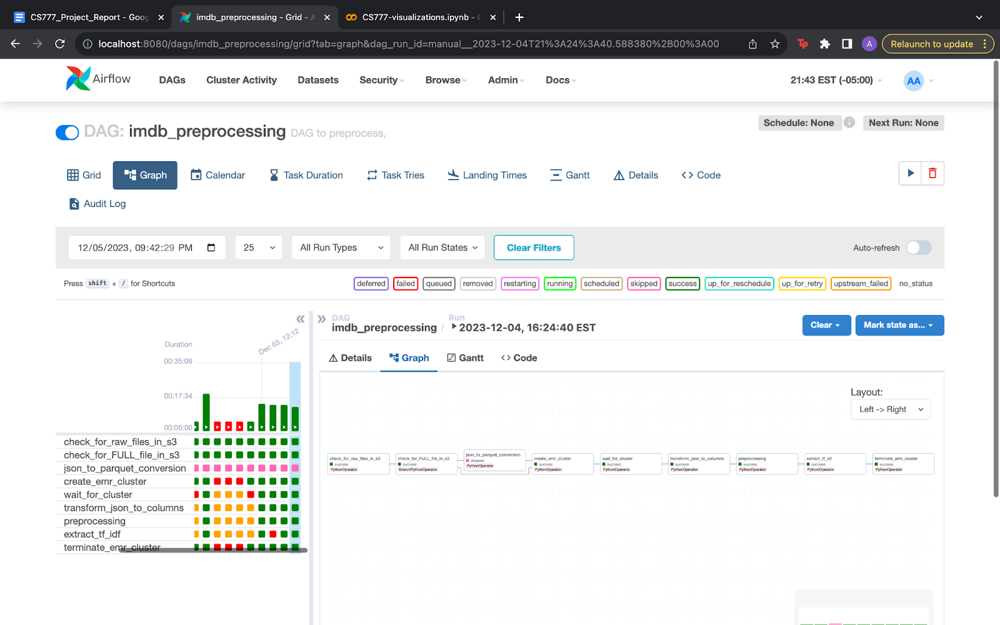 CS777_Project_Report - Goog
imdb_preprocessing - Grid - A
CS777-visualizations.ipynb - C
localhost:8080/dags/imdb_preprocessing/grid?tab=graph&dag_run_id=manual__2023-12-04T21%3A24%3A40.588380%2B00%3A00
Tp
A
Relaunch to update
Airflow
DAGs
Cluster Activity
Datasets
Security
Browse
Admin
Docs
21:43 EST (-05:00)
AA
DAG: imdb_preprocessing DAG to preprocess,
Schedule: None
Next Run: None
Grid
Graph
Calendar
Task Duration
Task Tries
Landing Times
Gantt
Details
Code
Audit Log
12/05/2023, 09:42:29 PM
25
All Run Types
All Run States
Clear Filters
Auto-refresh
Press shift + / for Shortcuts
deferred
failed
queued
removed
restarting
running
scheduled
skipped
success
up_for_reschedule
up_for_retry
upstream_failed
no_status
Dec 03, 12:12
Duration
00:35:09
00:17:34
00:00:00
check_for_raw_files_in_s3
check_for_FULL_file_in_s3
json_to_parquet_conversion
create_emr_cluster
wait_for_cluster
transform_json_to_columns
preprocessing
extract_tf_idf
terminate_emr_cluster
DAG
imdb_preprocessing
/
Run
2023-12-04, 16:24:40 EST
Clear
Mark state as...
Details
Graph
Gantt
Code
Layout:
Left -> Right
check_for_raw_files_in_s3
success
PythonOperator
check_for_FULL_file_in_s3
success
BranchPythonOperator
json_to_parquet_conversion
skipped
PythonOperator
create_emr_cluster
success
PythonOperator
wait_for_cluster
success
PythonOperator
transform_json_to_columns
success
PythonOperator
preprocessing
success
PythonOperator
extract_tf_idf
success
PythonOperator
terminate_emr_cluster
success
PythonOperator